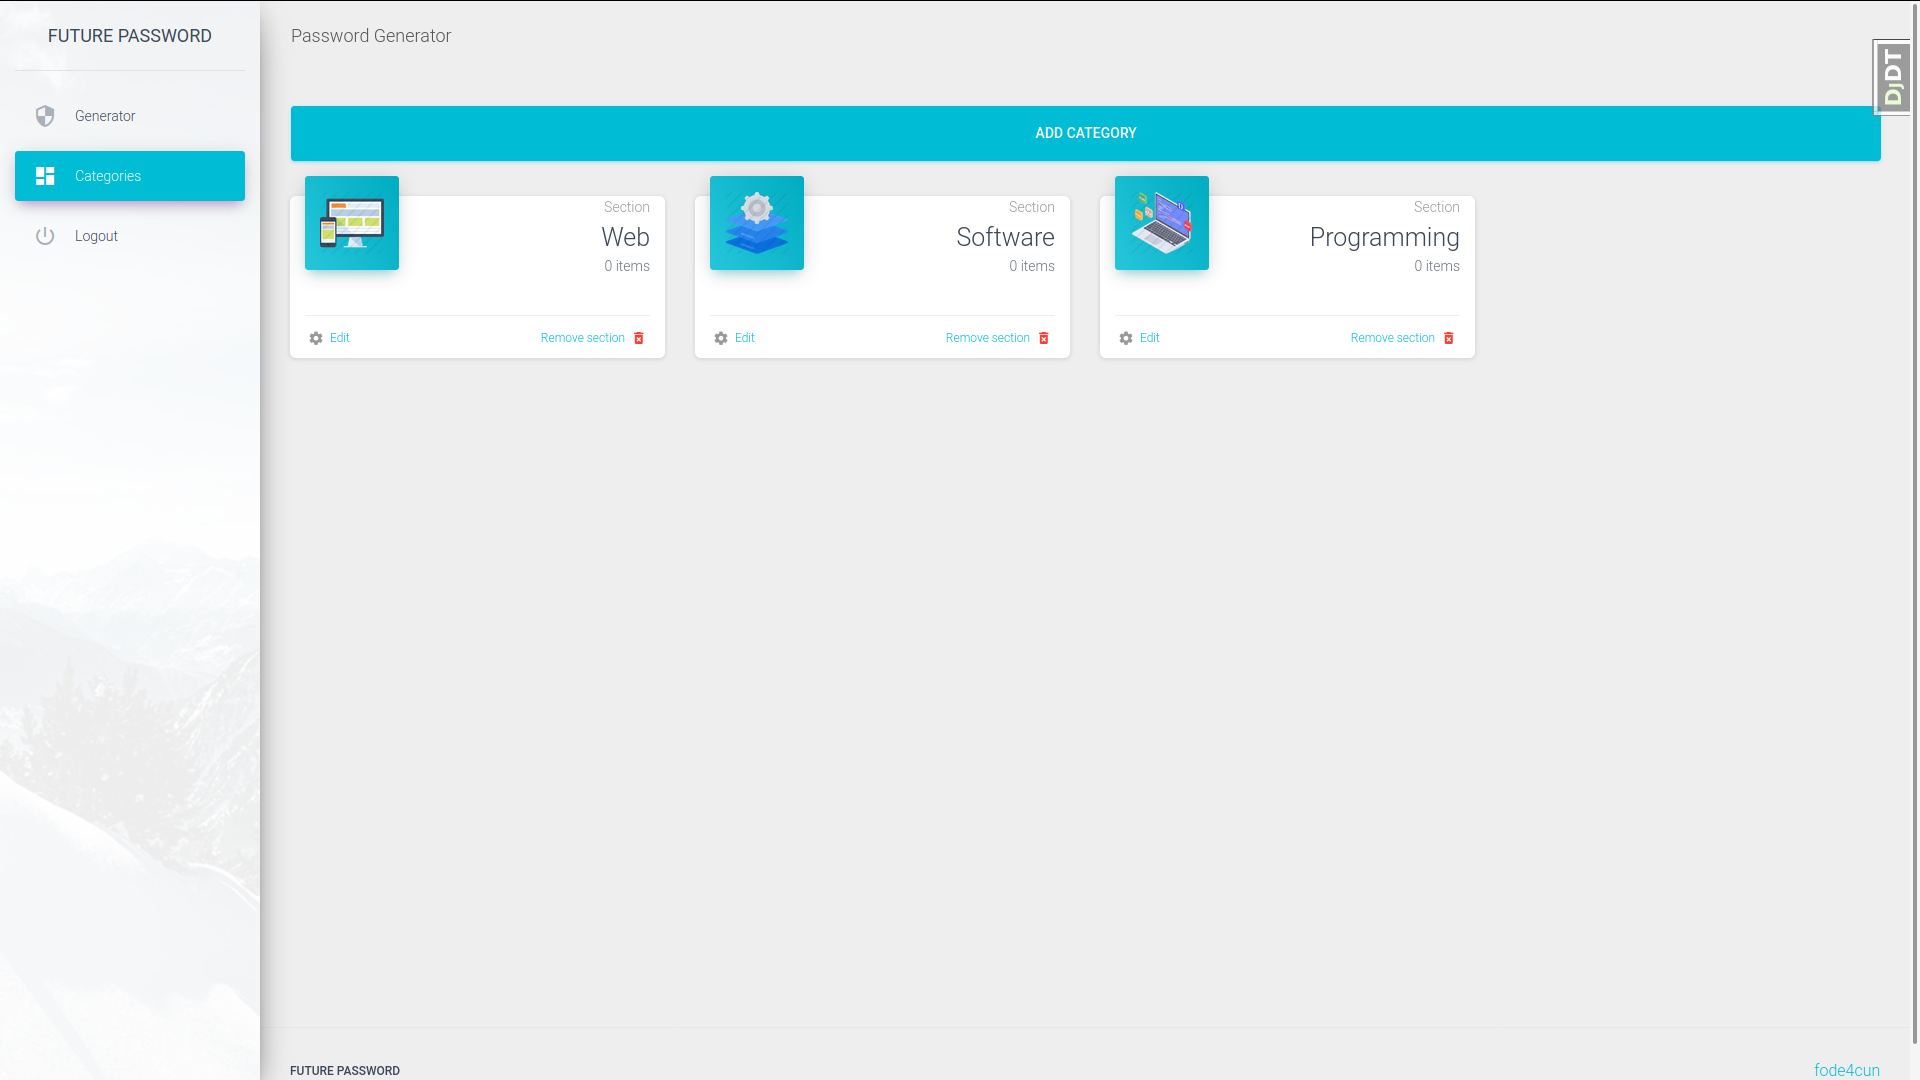 FUTURE PASSWORD
Generator
Categories
Logout
Password Generator
DjDT
ADD CATEGORY
Section
Web
0 items
Edit
Remove section
Section
Software
0 items
Edit
Remove section
Section
Programming
0 items
Edit
Remove section
FUTURE PASSWORD
fode4cun